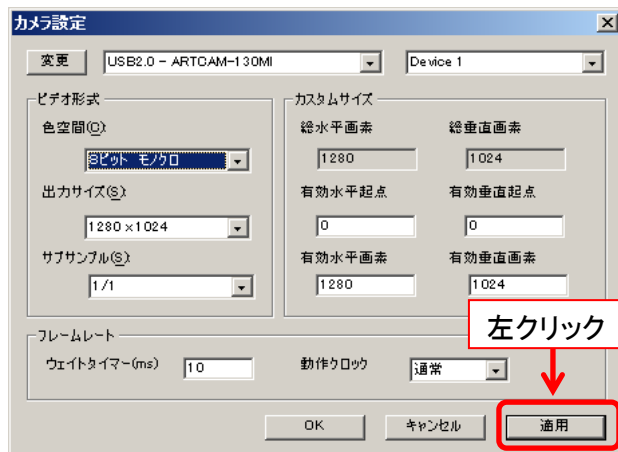 カメラ設定
変更 USB2.0 - ARTCAM-130MI Device 1
ビデオ形式 カスタムサイズ
色空間(C): 総水平画素 総垂直画素
8ビット モノクロ 1280 1024
出力サイズ(S): 有効水平起点 有効垂直起点
1280×1024 0 0
サブサンプル(S): 有効水平画素 有効垂直画素
1/1 1280 1024
左クリック
フレームレート
ウェイトタイマー(ms) 10 動作クロック 通常
OK キャンセル 適用